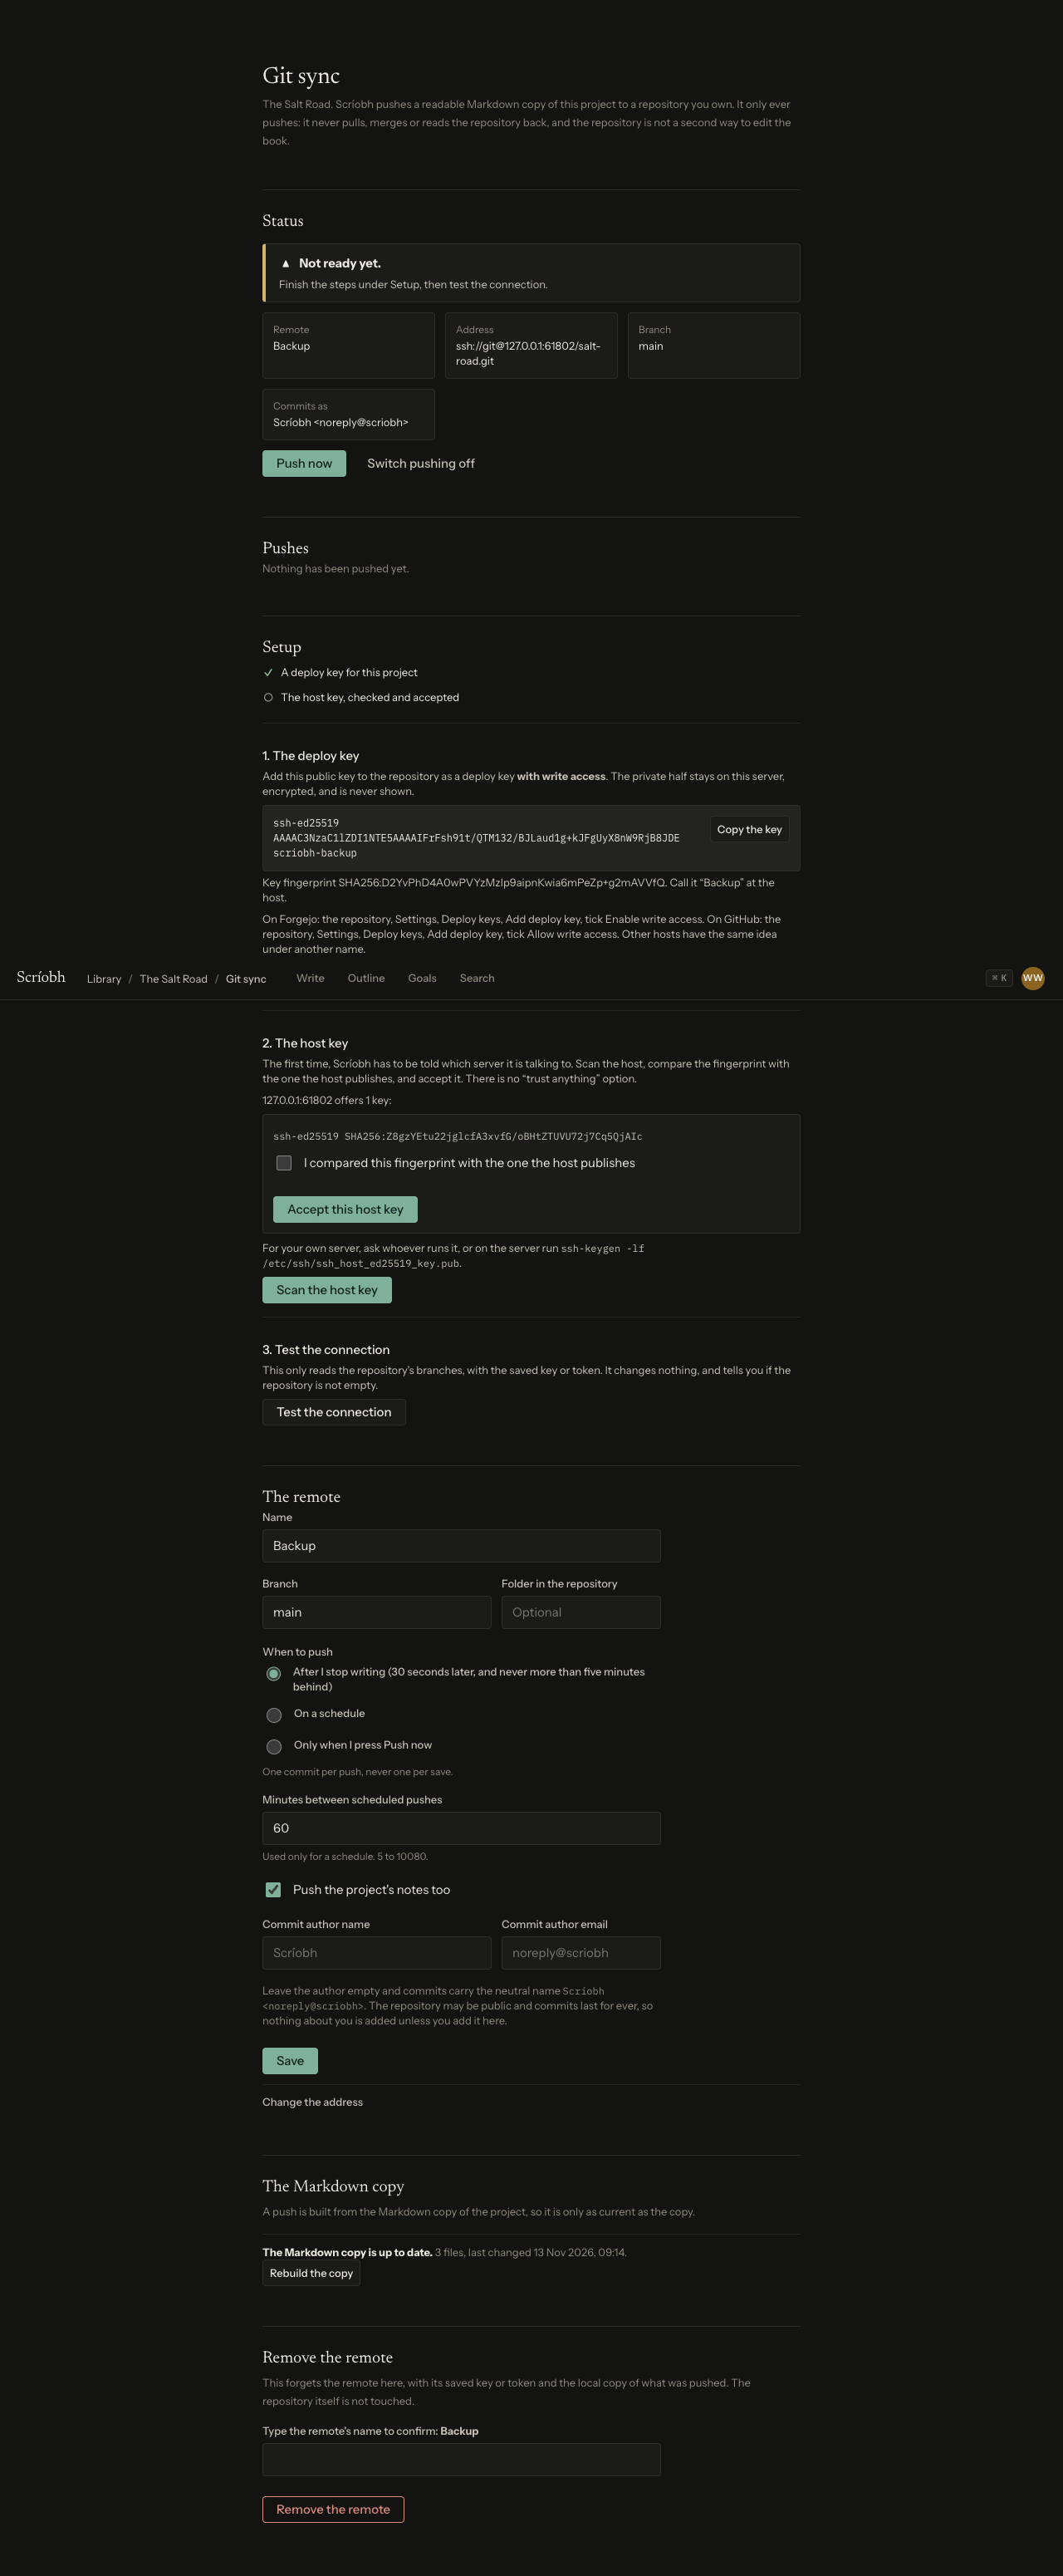 Git sync
The Salt Road. Scríobh pushes a readable Markdown copy of this project to a repository you own. It only ever
pushes: it never pulls, merges or reads the repository back, and the repository is not a second way to edit the
book.
Status
Not ready yet.
Finish the steps under Setup, then test the connection.
Remote
Backup
Address
ssh://git@127.0.0.1:61802/salt-
road.git
Branch
main
Commits as
Scríobh <noreply@scriobh>
Push now
Switch pushing off
Pushes
Nothing has been pushed yet.
Setup
A deploy key for this project
The host key, checked and accepted
1. The deploy key
Add this public key to the repository as a deploy key with write access. The private half stays on this server,
encrypted, and is never shown.
ssh-ed25519
AAAAC3NzaC1lZDI1NTE5AAAAIFrFsh91t/QTM132/BJLaud1g+kJFgUyX8nW9RjB8JDE
scriobh-backup
Copy the key
Key fingerprint SHA256:D2YvPhD4A0wPVYzMzIp9aipnKwia6mPeZp+g2mAVVfQ. Call it “Backup” at the
host.
On Forgejo: the repository, Settings, Deploy keys, Add deploy key, tick Enable write access. On GitHub: the
repository, Settings, Deploy keys, Add deploy key, tick Allow write access. Other hosts have the same idea
under another name.
Scríobh Library / The Salt Road / Git sync Write Outline Goals Search ⌘ K WW
2. The host key
The first time, Scríobh has to be told which server it is talking to. Scan the host, compare the fingerprint with
the one the host publishes, and accept it. There is no “trust anything” option.
127.0.0.1:61802 offers 1 key:
ssh-ed25519 SHA256:Z8gzYEtu22jglcfA3xvfG/oBHtZTUVU72j7Cq5QjAIc
I compared this fingerprint with the one the host publishes
Accept this host key
For your own server, ask whoever runs it, or on the server run ssh-keygen -lf
/etc/ssh/ssh_host_ed25519_key.pub.
Scan the host key
3. Test the connection
This only reads the repository's branches, with the saved key or token. It changes nothing, and tells you if the
repository is not empty.
Test the connection
The remote
Name
Backup
Branch
main
Folder in the repository
Optional
When to push
After I stop writing (30 seconds later, and never more than five minutes
behind)
On a schedule
Only when I press Push now
One commit per push, never one per save.
Minutes between scheduled pushes
60
Used only for a schedule. 5 to 10080.
Push the project's notes too
Commit author name
Scríobh
Commit author email
noreply@scriobh
Leave the author empty and commits carry the neutral name Scríobh
<noreply@scriobh>. The repository may be public and commits last for ever, so
nothing about you is added unless you add it here.
Save
Change the address
The Markdown copy
A push is built from the Markdown copy of the project, so it is only as current as the copy.
The Markdown copy is up to date. 3 files, last changed 13 Nov 2026, 09:14.
Rebuild the copy
Remove the remote
This forgets the remote here, with its saved key or token and the local copy of what was pushed. The
repository itself is not touched.
Type the remote's name to confirm: Backup
Remove the remote